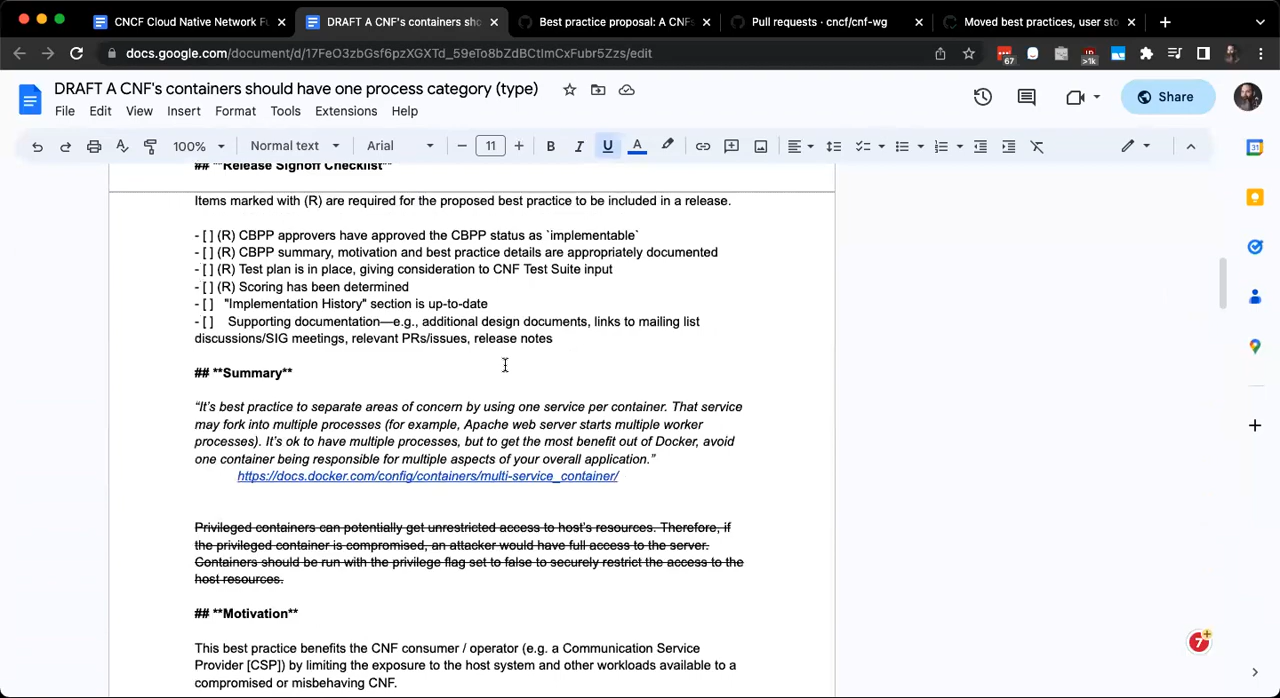 CNCF Cloud Native Network Fu
DRAFT A CNF's containers sho
Best practice proposal: A CNFs
Pull requests · cncf/cnf-wg
Moved best practices, user sto
docs.google.com/document/d/17FeO3zbGsf6pzXGXTd_59eTo8bZdBCtImCxFubr5Zzs/edit
67
>1k
DRAFT A CNF's containers should have one process category (type)
Share
File Edit View Insert Format Tools Extensions Help
100% Normal text Arial 11 B I U A
31
## **Release Signoff Checklist**
Items marked with (R) are required for the proposed best practice to be included in a release.
- [ ] (R) CBPP approvers have approved the CBPP status as `implementable`
- [ ] (R) CBPP summary, motivation and best practice details are appropriately documented
- [ ] (R) Test plan is in place, giving consideration to CNF Test Suite input
- [ ] (R) Scoring has been determined
- [ ] "Implementation History" section is up-to-date
- [ ] Supporting documentation—e.g., additional design documents, links to mailing list
discussions/SIG meetings, relevant PRs/issues, release notes
## **Summary**
“It’s best practice to separate areas of concern by using one service per container. That service
may fork into multiple processes (for example, Apache web server starts multiple worker
processes). It’s ok to have multiple processes, but to get the most benefit out of Docker, avoid
one container being responsible for multiple aspects of your overall application.”
https://docs.docker.com/config/containers/multi-service_container/
Privileged containers can potentially get unrestricted access to host's resources. Therefore, if
the privileged container is compromised, an attacker would have full access to the server.
Containers should be run with the privilege flag set to false to securely restrict the access to the
host resources.
## **Motivation**
This best practice benefits the CNF consumer / operator (e.g. a Communication Service
Provider [CSP]) by limiting the exposure to the host system and other workloads available to a
compromised or misbehaving CNF.
7